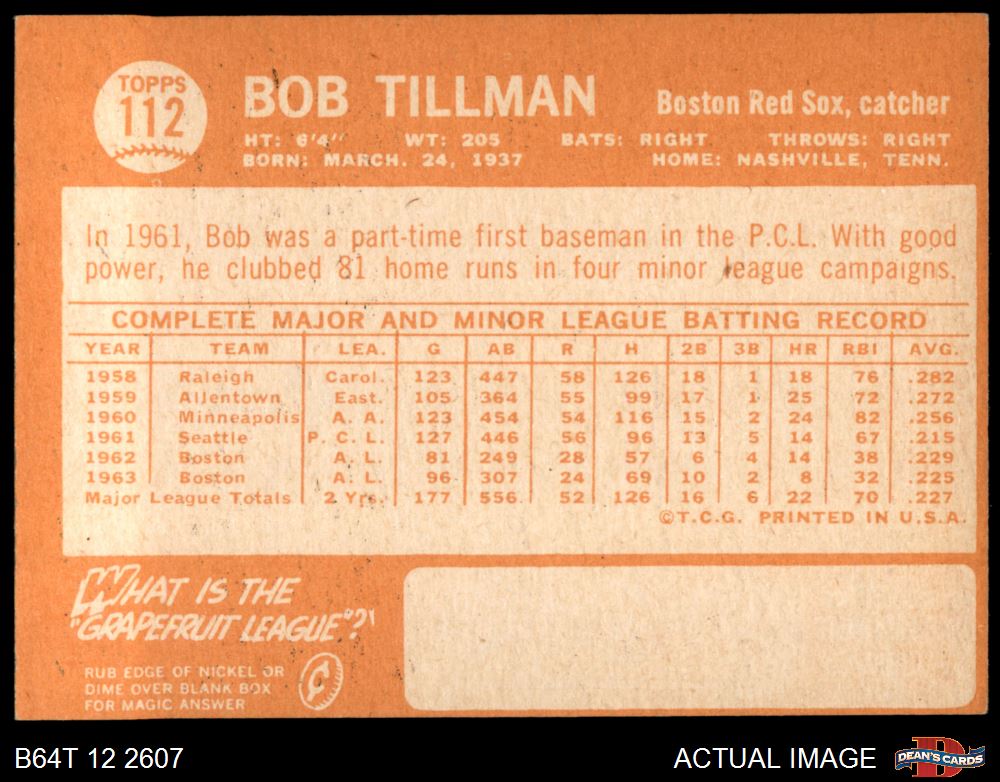 TOPPS
112
BOB TILLMAN
Boston Red Sox, catcher
HT: 6'4" WT: 205 BATS: RIGHT THROWS: RIGHT
BORN: MARCH. 24, 1937 HOME: NASHVILLE, TENN.
In 1961, Bob was a part-time first baseman in the P.C.L. With good
power, he clubbed 81 home runs in four minor league campaigns.
COMPLETE MAJOR AND MINOR LEAGUE BATTING RECORD
YEAR TEAM LEA. G AB R H 2B 3B HR RBI AVG.
1958 Raleigh Carol. 123 447 58 126 18 1 18 76 .282
1959 Allentown East. 105 364 55 99 17 1 25 72 .272
1960 Minneapolis A. A. 123 454 54 116 15 2 24 82 .256
1961 Seattle P. C. L. 127 446 56 96 13 5 14 67 .215
1962 Boston A. L. 81 249 28 57 6 4 14 38 .229
1963 Boston A. L. 96 307 24 69 10 2 8 32 .225
Major League Totals 2 Yrs. 177 556 52 126 16 6 22 70 .227
©T.C.G. PRINTED IN U.S.A.
WHAT IS THE
"GRAPEFRUIT LEAGUE"?
RUB EDGE OF NICKEL OR
DIME OVER BLANK BOX
FOR MAGIC ANSWER
B64T 12 2607
ACTUAL IMAGE
D
DEAN'S CARDS